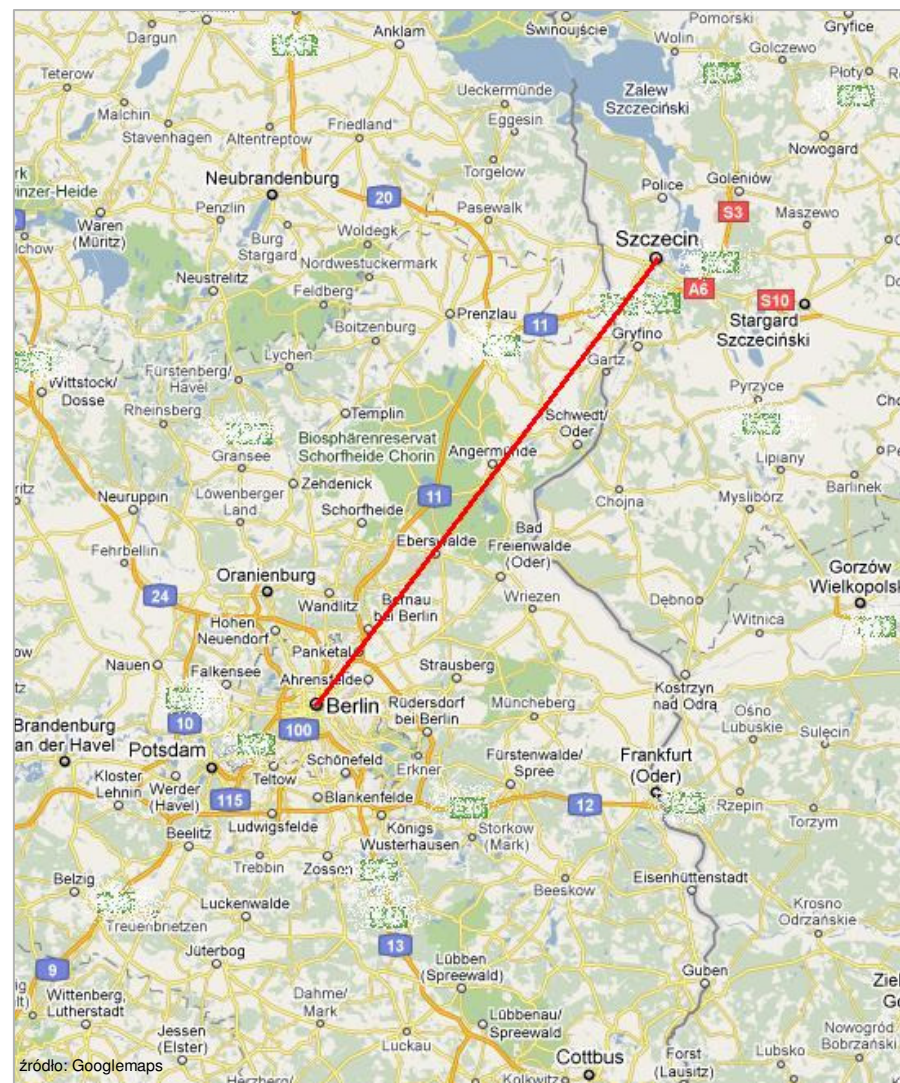 Dargun
Anklam
Świnoujście
Pomorski
Wolin
Gryfice
Golczewo
Teterow
Ueckermünde
Zalew
Szczeciński
Płoty
Malchin
Stavenhagen
Altentreptow
Friedland
Eggesin
Nowogard
Torgelow
Neubrandenburg
20
Police
Goleniów
Penzlin
Pasewalk
S3
Maszewo
Waren
(Müritz)
Burg
Stargard
Woldegk
Szczecin
Neustrelitz
Nordwestuckermark
Feldberg
A6
S10
Prenzlau
11
Stargard
Szczeciński
Boitzenburg
Gryfino
Lychen
Gartz
Wittstock/
Dosse
Fürstenberg/
Havel
Pyrzyce
Rheinsberg
Templin
Schwedt/
Oder
Biosphärenreservat
Schorfheide Chorin
Gransee
Angermünde
Lipiany
Zehdenick
Neuruppin
Löwenberger
Land
11
Chojna
Myślibórz
Barlinek
Schorfheide
Fehrbellin
Eberswalde
Bad
Freienwalde
(Oder)
Oranienburg
Gorzów
Wielkopolsk
24
Wandlitz
Bernau
bei Berlin
Wriezen
Dębno
Witnica
Hohen
Neuendorf
Panketal
Nauen
Falkensee
Ahrensfelde
Strausberg
Kostrzyn
nad Odrą
Berlin
Rüdersdorf
bei Berlin
Müncheberg
10
100
Ośno
Lubuskie
Sulęcin
Brandenburg
an der Havel
Potsdam
Schönefeld
Erkner
Fürstenwalde/
Spree
Frankfurt
(Oder)
Kloster
Lehnin
Werder
(Havel)
Teltow
115
Blankenfelde
12
Rzepin
Torzym
Beelitz
Ludwigsfelde
Königs
Wusterhausen
Storkow
(Mark)
Trebbin
Zossen
Belzig
Beeskow
Eisenhüttenstadt
Luckenwalde
Krosno
Odrzańskie
Treuenbrietzen
13
Jüterbog
9
Lübben
(Spreewald)
Guben
Wittenberg,
Lutherstadt
Dahme/
Mark
Lübbenau/
Spreewald
Jessen
(Elster)
Luckau
Nowogród
Bobrzański
Cottbus
Forst
(Lausitz)
Lubsko
źródło: Googlemaps
Herzberg/
Kolkwitz